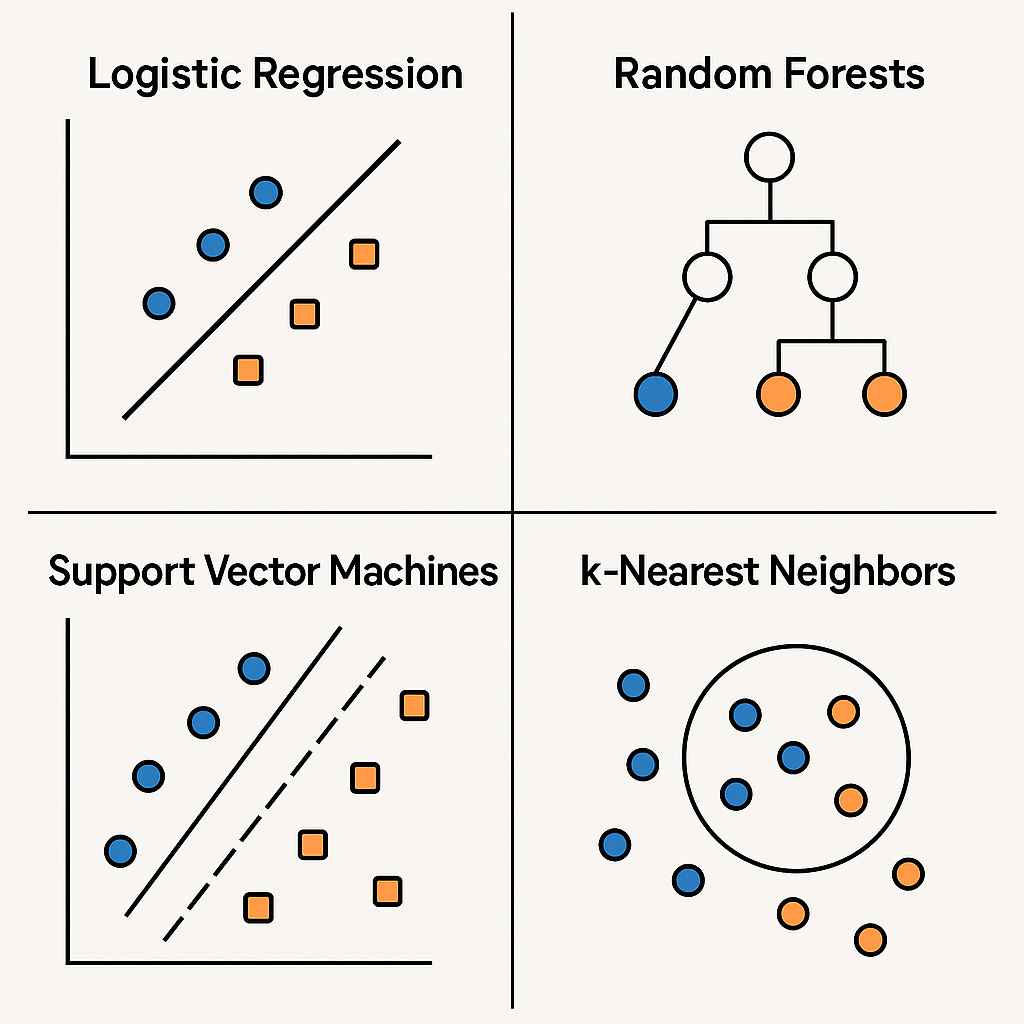 Logistic Regression
Random Forests
Support Vector Machines
k-Nearest Neighbors